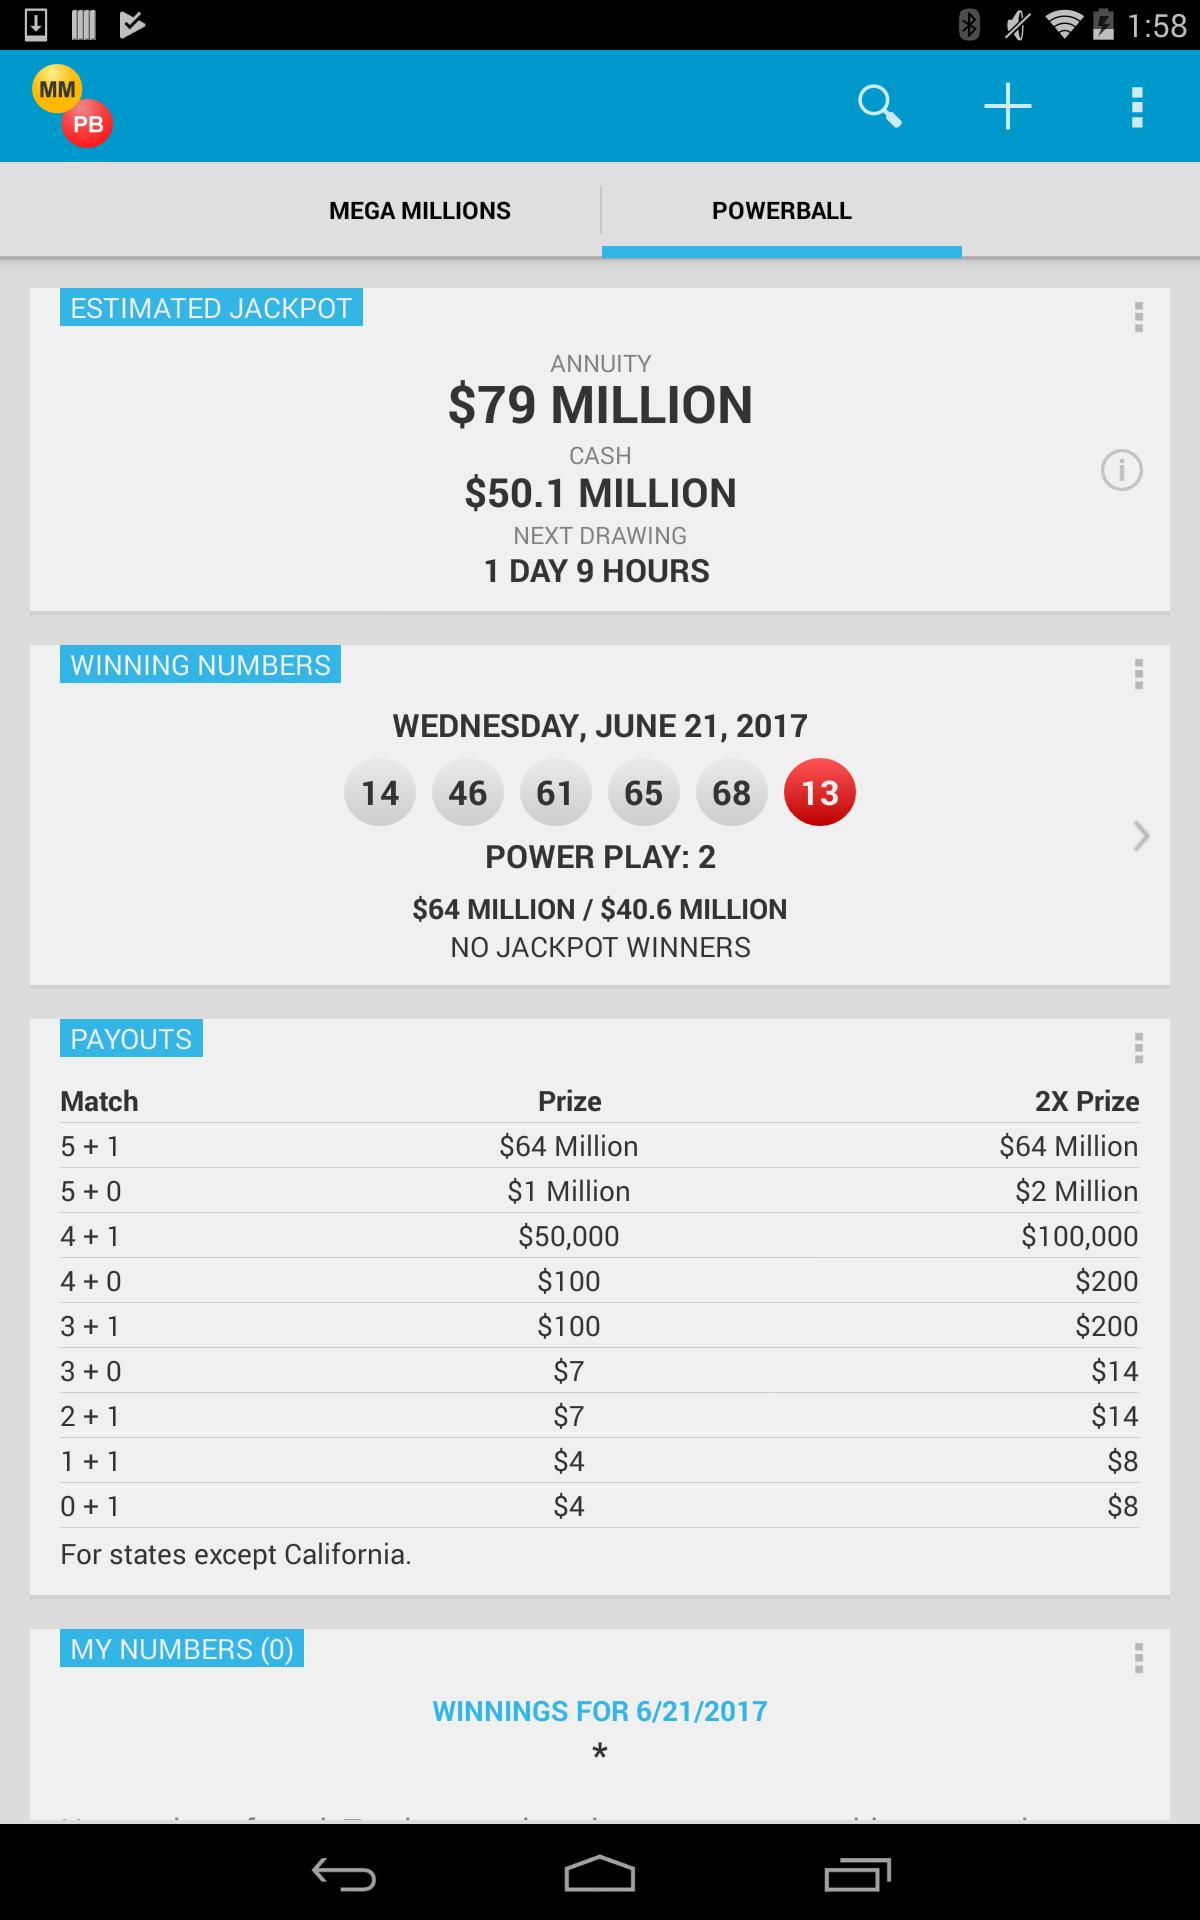 1:58
MM
PB
MEGA MILLIONS
POWERBALL
ESTIMATED JACKPOT
ANNUITY
$79 MILLION
CASH
$50.1 MILLION
NEXT DRAWING
1 DAY 9 HOURS
WINNING NUMBERS
WEDNESDAY, JUNE 21, 2017
14 46 61 65 68 13
POWER PLAY: 2
$64 MILLION / $40.6 MILLION
NO JACKPOT WINNERS
PAYOUTS
Match Prize 2X Prize
5 + 1 $64 Million $64 Million
5 + 0 $1 Million $2 Million
4 + 1 $50,000 $100,000
4 + 0 $100 $200
3 + 1 $100 $200
3 + 0 $7 $14
2 + 1 $7 $14
1 + 1 $4 $8
0 + 1 $4 $8
For states except California.
MY NUMBERS (0)
WINNINGS FOR 6/21/2017
*